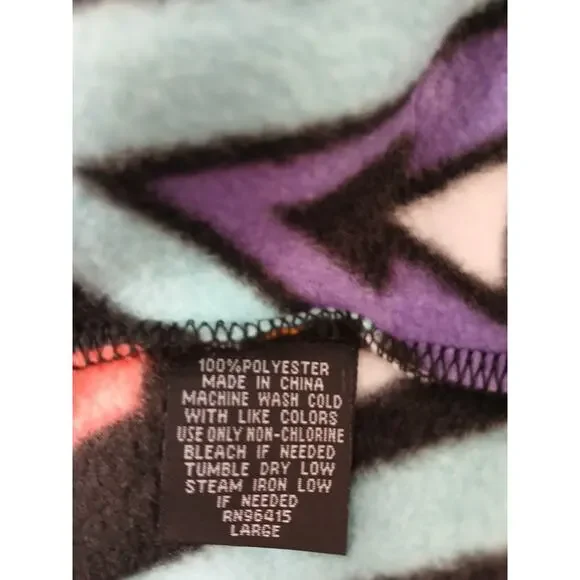 100%POLYESTER
MADE IN CHINA
MACHINE WASH COLD
WITH LIKE COLORS
USE ONLY NON-CHLORINE
BLEACH IF NEEDED
TUMBLE DRY LOW
STEAM IRON LOW
IF NEEDED
RN96415
LARGE